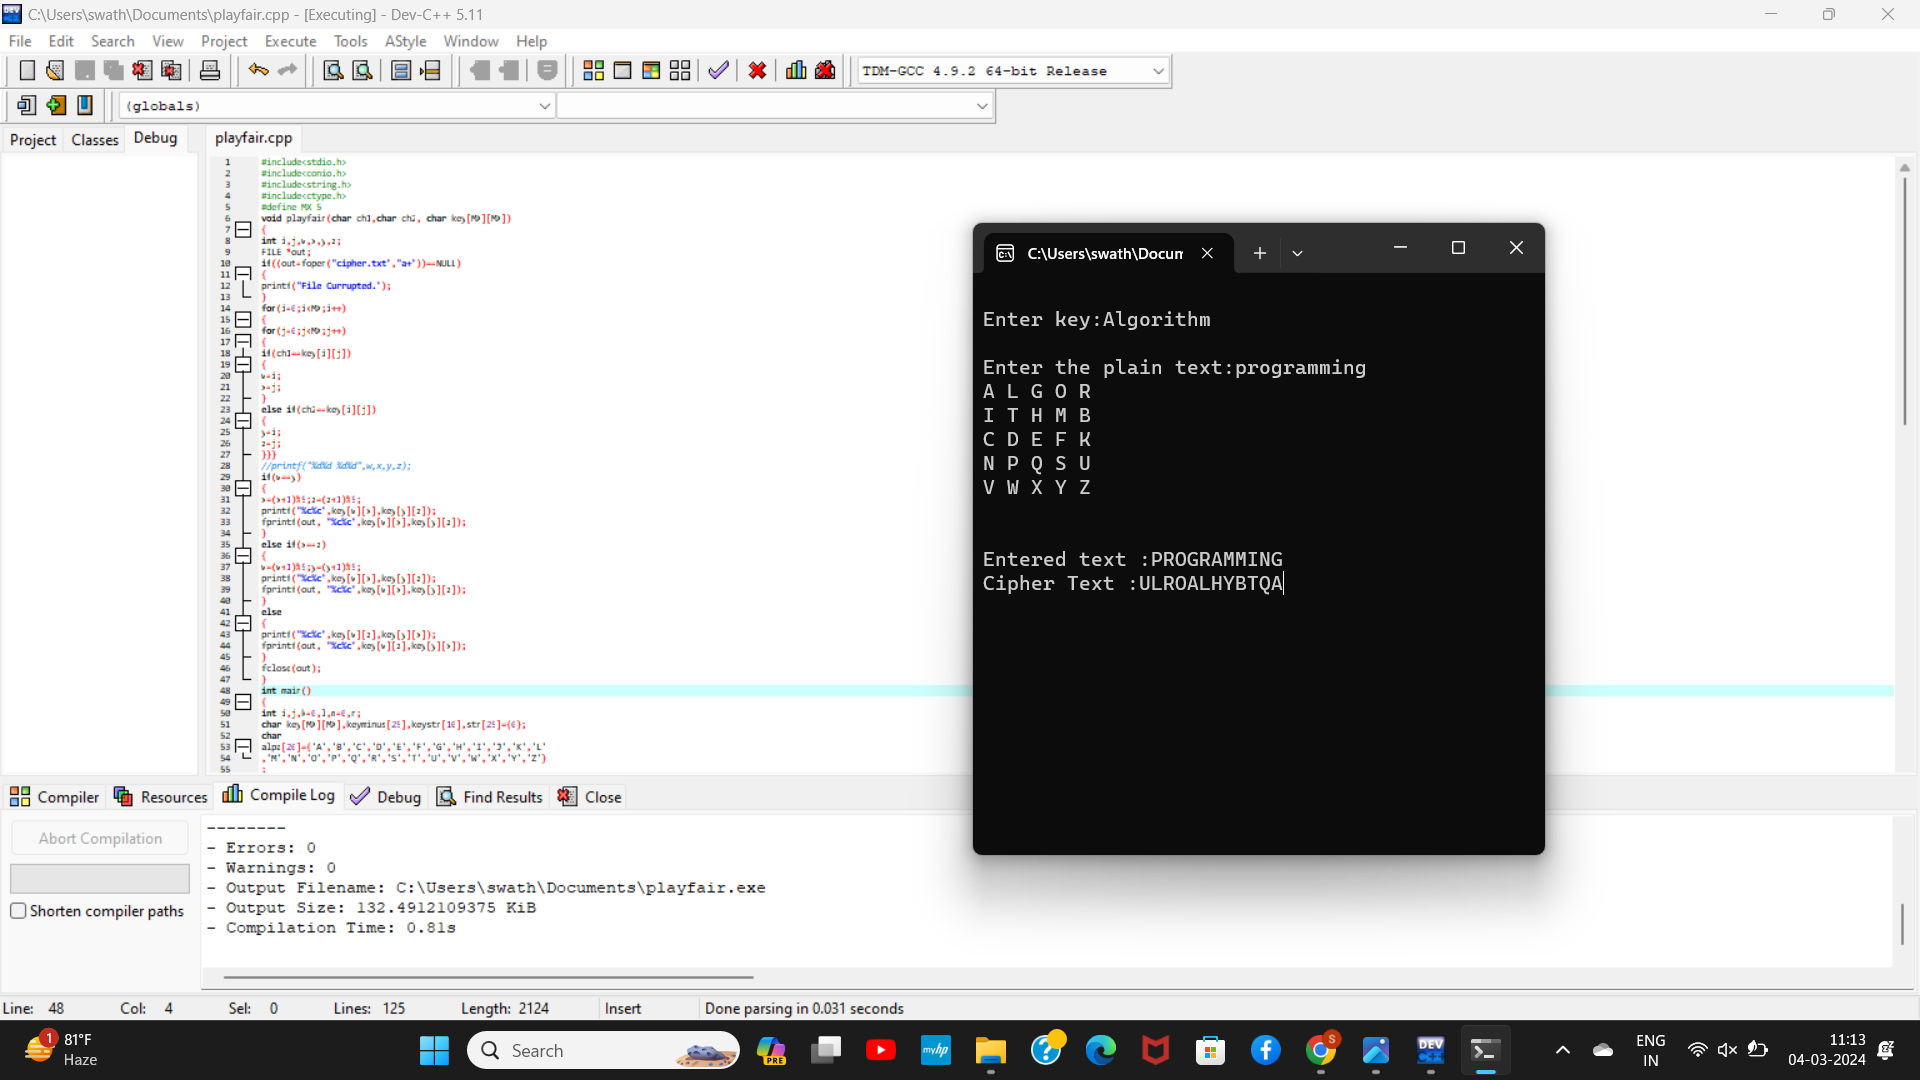 C:\Users\swath\Documents\playfair.cpp - [Executing] - Dev-C++ 5.11
File Edit Search View Project Execute Tools AStyle Window Help
TDM-GCC 4.9.2 64-bit Release
(globals)
Project Classes Debug
playfair.cpp
1 #include<stdio.h>
2 #include<conio.h>
3 #include<string.h>
4 #include<ctype.h>
5 #define MX 5
6 void playfair(char ch1,char ch2, char key[MX][MX])
7 {
8 int i,j,w,x,y,z;
9 FILE *out;
10 if((out=fopen("cipher.txt","a+"))==NULL)
11 {
12 printf("File Currupted.");
13 }
14 for(i=0;i<MX;i++)
15 {
16 for(j=0;j<MX;j++)
17 {
18 if(ch1==key[i][j])
19 {
20 w=i;
21 x=j;
22 }
23 else if(ch2==key[i][j])
24 {
25 y=i;
26 z=j;
27 }}}
28 //printf("%d%d %d%d",w,x,y,z);
29 if(w==y)
30 {
31 x=(x+1)%5;z=(z+1)%5;
32 printf("%c%c",key[w][x],key[y][z]);
33 fprintf(out, "%c%c",key[w][x],key[y][z]);
34 }
35 else if(x==z)
36 {
37 w=(w+1)%5;y=(y+1)%5;
38 printf("%c%c",key[w][x],key[y][z]);
39 fprintf(out, "%c%c",key[w][x],key[y][z]);
40 }
41 else
42 {
43 printf("%c%c",key[w][z],key[y][x]);
44 fprintf(out, "%c%c",key[w][z],key[y][x]);
45 }
46 fclose(out);
47 }
48 int main()
49 {
50 int i,j,k=0,l,m=0,n;
51 char key[MX][MX],keyminus[25],keystr[10],str[25]={0};
52 char
53 alpa[26]={'A','B','C','D','E','F','G','H','I','J','K','L'
54 ,'M','N','O','P','Q','R','S','T','U','V','W','X','Y','Z'}
55 ;
C:\Users\swath\Docum
Enter key:Algorithm
Enter the plain text:programming
A L G O R
I T H M B
C D E F K
N P Q S U
V W X Y Z
Entered text :PROGRAMMING
Cipher Text :ULROALHYBTQA
Compiler Resources Compile Log Debug Find Results Close
Abort Compilation
Shorten compiler paths
--------
- Errors: 0
- Warnings: 0
- Output Filename: C:\Users\swath\Documents\playfair.exe
- Output Size: 132.4912109375 KiB
- Compilation Time: 0.81s
Line: 48 Col: 4 Sel: 0 Lines: 125 Length: 2124 Insert Done parsing in 0.031 seconds
1
81°F
Haze
Search
PRE
myhp
S
DEV
C++
ENG
IN
11:13
04-03-2024